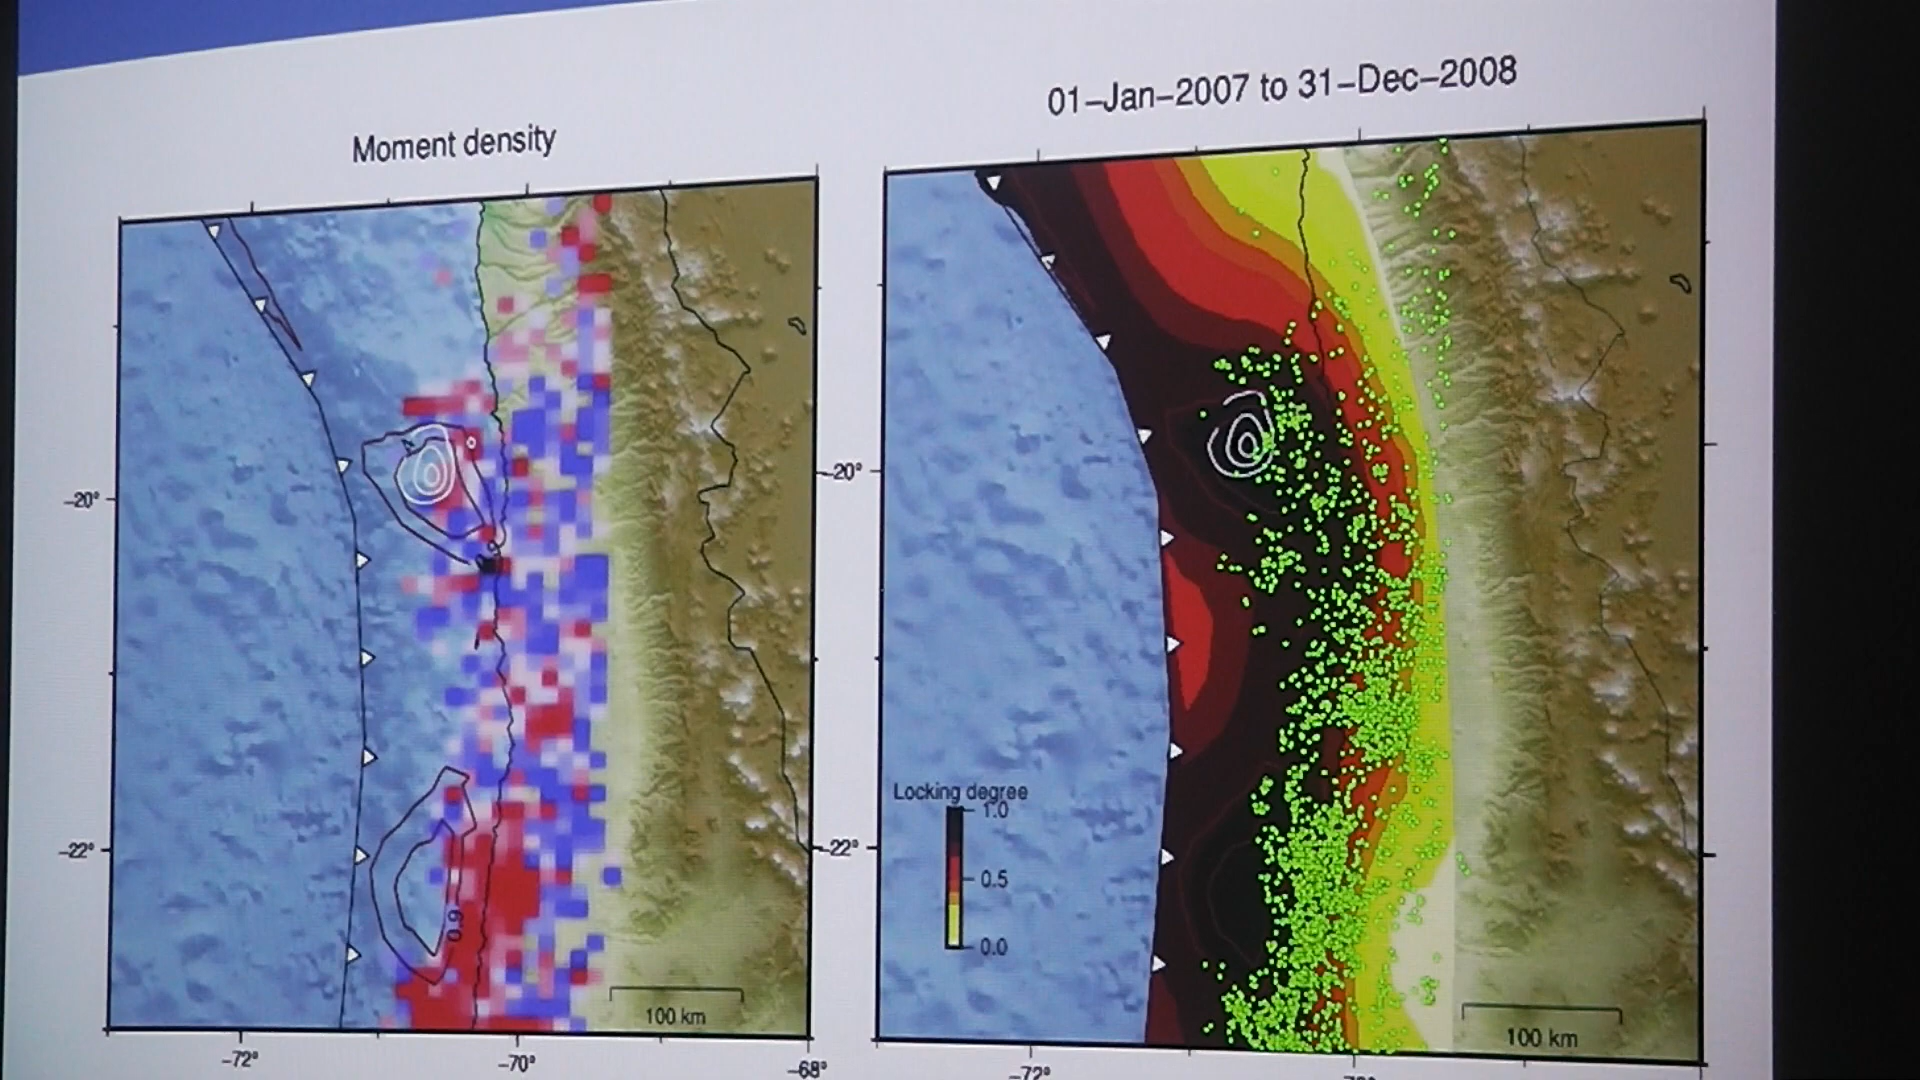 Moment density
01−Jan−2007 to 31−Dec−2008
−20°
−22°
0.9
100 km
−72°
−70°
−68°
−20°
−22°
Locking degree
1.0
0.5
0.0
100 km
−72°